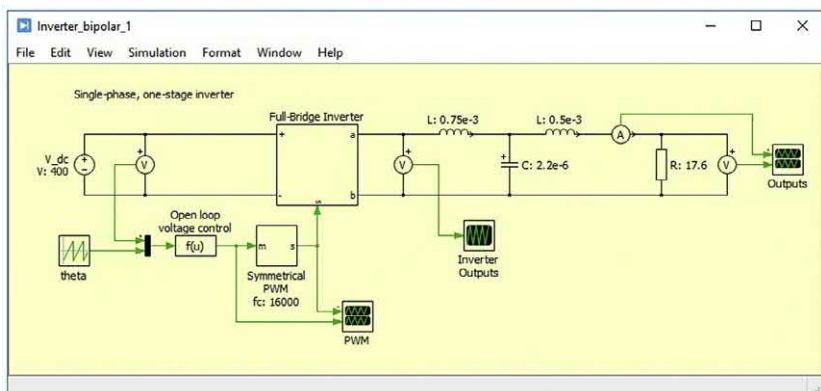 Inverter_bipolar_1
File Edit View Simulation Format Window Help
Single-phase, one-stage inverter
Full-Bridge Inverter
L: 0.75e-3
L: 0.5e-3
V_dc
V: 400
V
+
-
a
b
s
V
C: 2.2e-6
A
R: 17.6
V
Outputs
Open loop
voltage control
f(u)
theta
m s
Symmetrical
PWM
fc: 16000
Inverter
Outputs
PWM